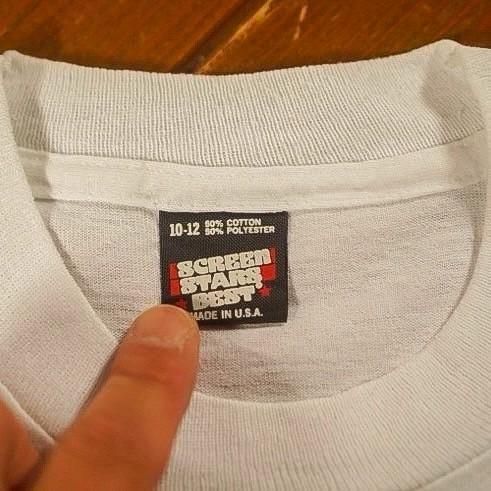 10-12 50% COTTON
50% POLYESTER
SCREEN
STARS
BEST
MADE IN U.S.A.